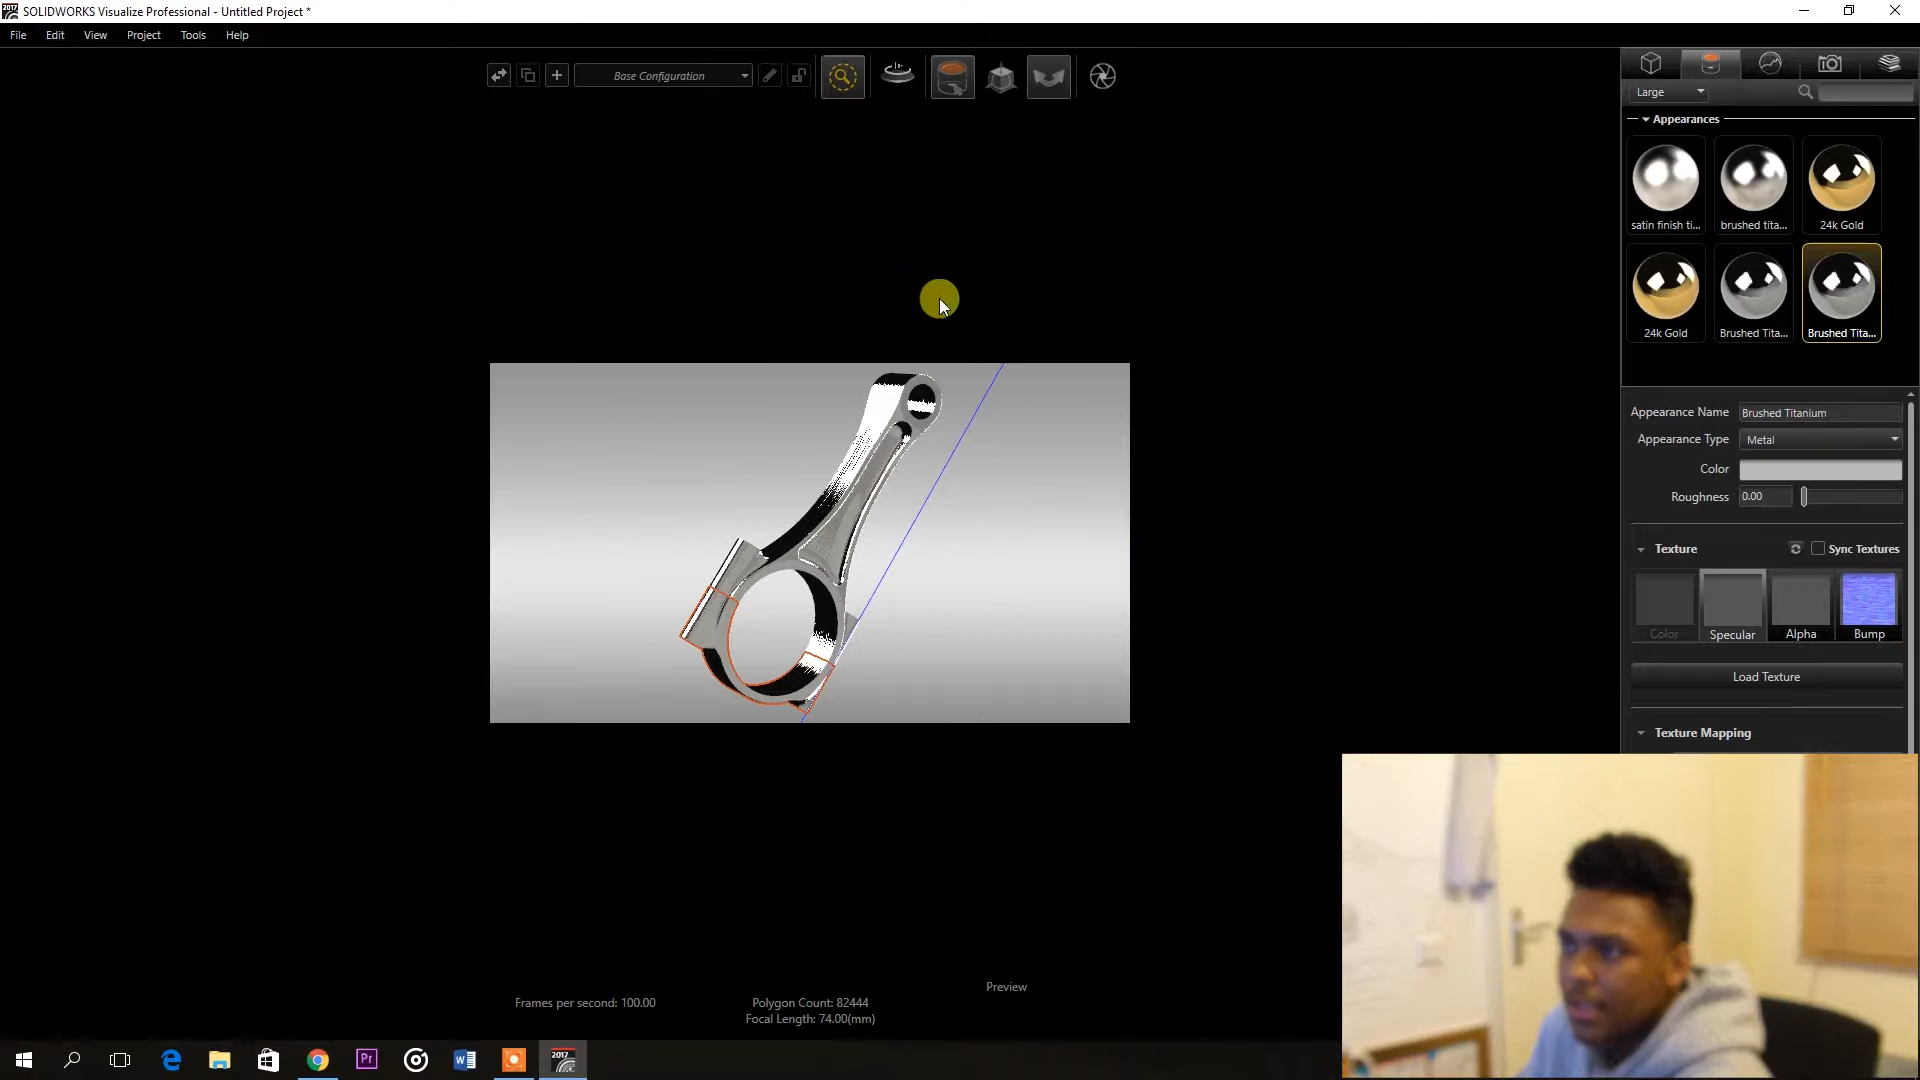 2017
SOLIDWORKS Visualize Professional - Untitled Project *
File Edit View Project Tools Help
Base Configuration
Large
Appearances
satin finish ti...
brushed tita...
24k Gold
24k Gold
Brushed Tita...
Brushed Tita...
Appearance Name Brushed Titanium
Appearance Type Metal
Color
Roughness 0.00
Texture Sync Textures
Color Specular Alpha Bump
Load Texture
Texture Mapping
Preview
Frames per second: 100.00
Polygon Count: 82444
Focal Length: 74.00(mm)
Pr
2017